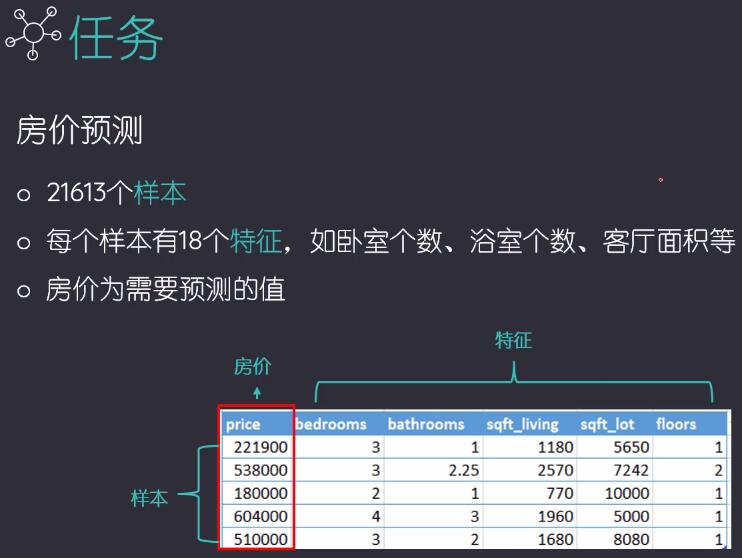 任务
房价预测
21613个样本
每个样本有18个特征，如卧室个数、浴室个数、客厅面积等
房价为需要预测的值
特征
房价
price bedrooms bathrooms sqft_living sqft_lot floors
221900 3 1 1180 5650 1
538000 3 2.25 2570 7242 2
180000 2 1 770 10000 1
样本
604000 4 3 1960 5000 1
510000 3 2 1680 8080 1